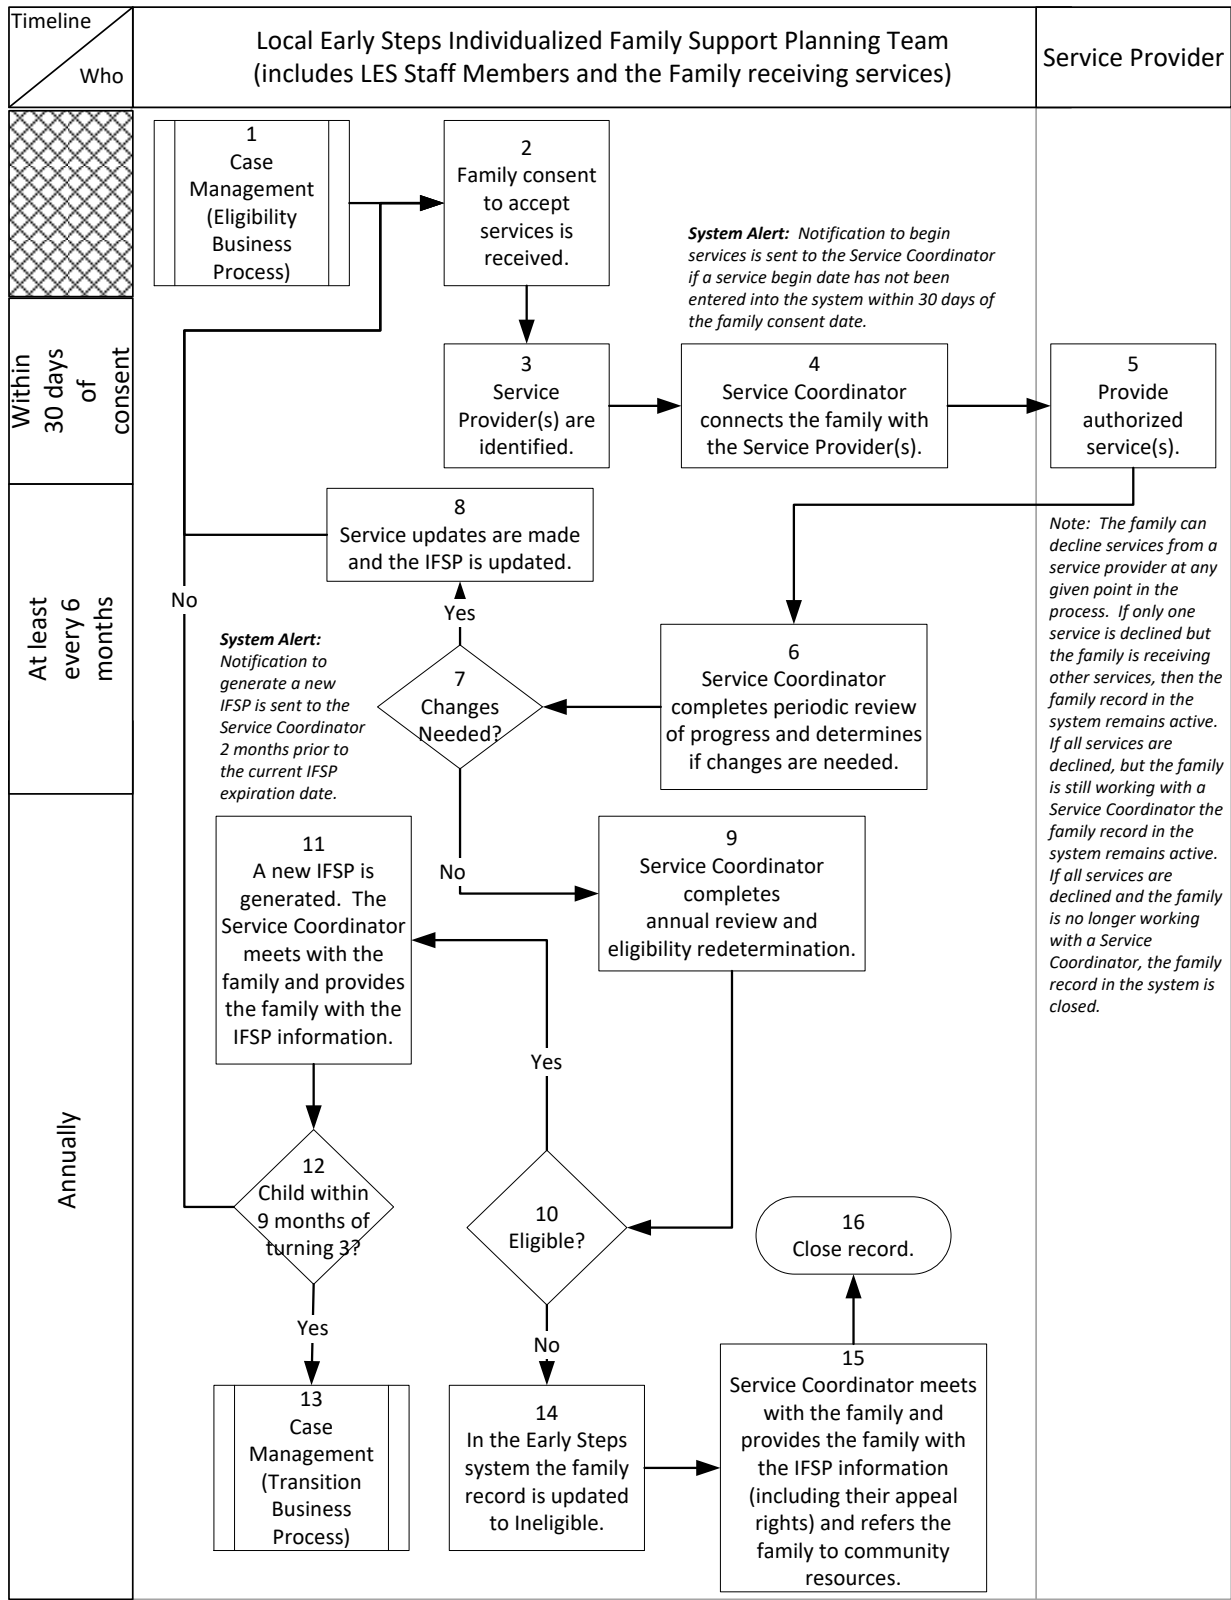 Timeline
Who
Local Early Steps Individualized Family Support Planning Team
(includes LES Staff Members and the Family receiving services)
Service Provider
1
Case
Management
(Eligibility
Business
Process)
2
Family consent
to accept
services is
received.
System Alert:  Notification to begin
services is sent to the Service Coordinator
if a service begin date has not been
entered into the system within 30 days of
the family consent date.
Within
30 days
of
consent
3
Service
Provider(s) are
identified.
4
Service Coordinator
connects the family with
the Service Provider(s).
5
Provide
authorized
service(s).
At least
every 6
months
8
Service updates are made
and the IFSP is updated.
Note:  The family can
decline services from a
service provider at any
given point in the
process.  If only one
service is declined but
the family is receiving
other services, then the
family record in the
system remains active.
If all services are
declined, but the family
is still working with a
Service Coordinator the
family record in the
system remains active.
If all services are
declined and the family
is no longer working
with a Service
Coordinator, the family
record in the system is
closed.
No
Yes
System Alert:
Notification to
generate a new
IFSP is sent to the
Service Coordinator
2 months prior to
the current IFSP
expiration date.
7
Changes
Needed?
6
Service Coordinator
completes periodic review
of progress and determines
if changes are needed.
Annually
11
A new IFSP is
generated.  The
Service Coordinator
meets with the
family and provides
the family with the
IFSP information.
No
9
Service Coordinator
completes
annual review and
eligibility redetermination.
Yes
12
Child within
9 months of
turning 3?
10
Eligible?
16
Close record.
Yes
No
13
Case
Management
(Transition
Business
Process)
14
In the Early Steps
system the family
record is updated
to Ineligible.
15
Service Coordinator meets
with the family and
provides the family with
the IFSP information
(including their appeal
rights) and refers the
family to community
resources.